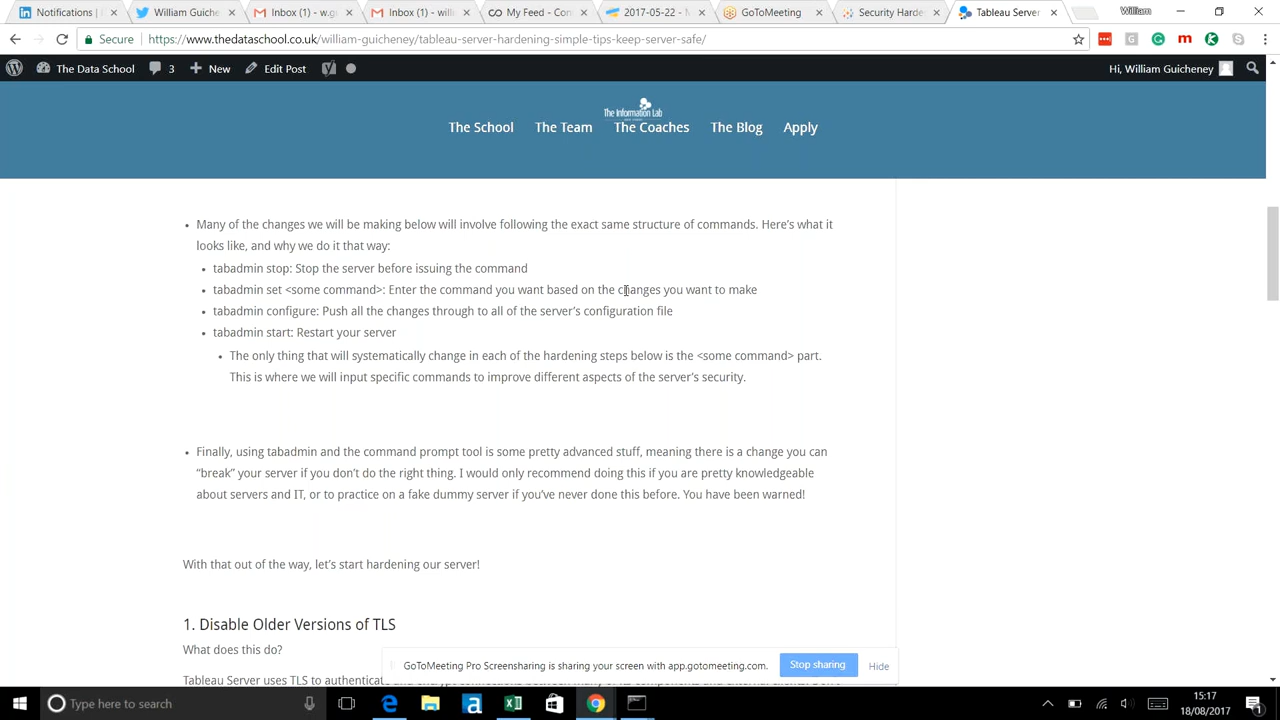 Notifications |
William Guiche
Inbox (1) - w.g
Inbox (1) - wille
My Feed - Con
2017-05-22 - M
GoToMeeting
Security Harde
Tableau Server
William
Secure
https://www.thedataschool.co.uk/william-guicheney/tableau-server-hardening-simple-tips-keep-server-safe/
The Data School
3
New
Edit Post
Hi, William Guicheney
The Information Lab
The School
The Team
The Coaches
The Blog
Apply
Many of the changes we will be making below will involve following the exact same structure of commands. Here's what it
looks like, and why we do it that way:
tabadmin stop: Stop the server before issuing the command
tabadmin set <some command>: Enter the command you want based on the changes you want to make
tabadmin configure: Push all the changes through to all of the server's configuration file
tabadmin start: Restart your server
The only thing that will systematically change in each of the hardening steps below is the <some command> part.
This is where we will input specific commands to improve different aspects of the server's security.
Finally, using tabadmin and the command prompt tool is some pretty advanced stuff, meaning there is a change you can
"break" your server if you don't do the right thing. I would only recommend doing this if you are pretty knowledgeable
about servers and IT, or to practice on a fake dummy server if you've never done this before. You have been warned!
With that out of the way, let's start hardening our server!
1. Disable Older Versions of TLS
What does this do?
GoToMeeting Pro Screensharing is sharing your screen with app.gotomeeting.com.
Stop sharing
Hide
Tableau Server uses TLS to authenticate
Type here to search
15:17
18/08/2017